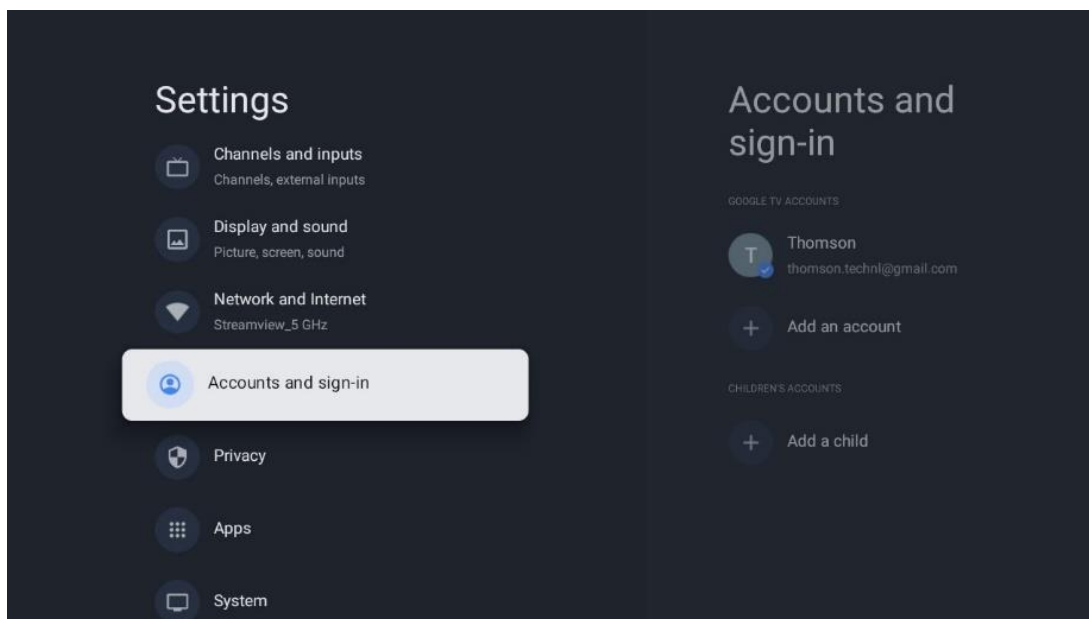 Settings
Channels and inputs
Channels, external inputs
Display and sound
Picture, screen, sound
Network and Internet
Streamview_5 GHz
Accounts and sign-in
Privacy
Apps
System
Accounts and
sign-in
GOOGLE TV ACCOUNTS
T
Thomson
thomson.technl@gmail.com
Add an account
CHILDREN'S ACCOUNTS
Add a child